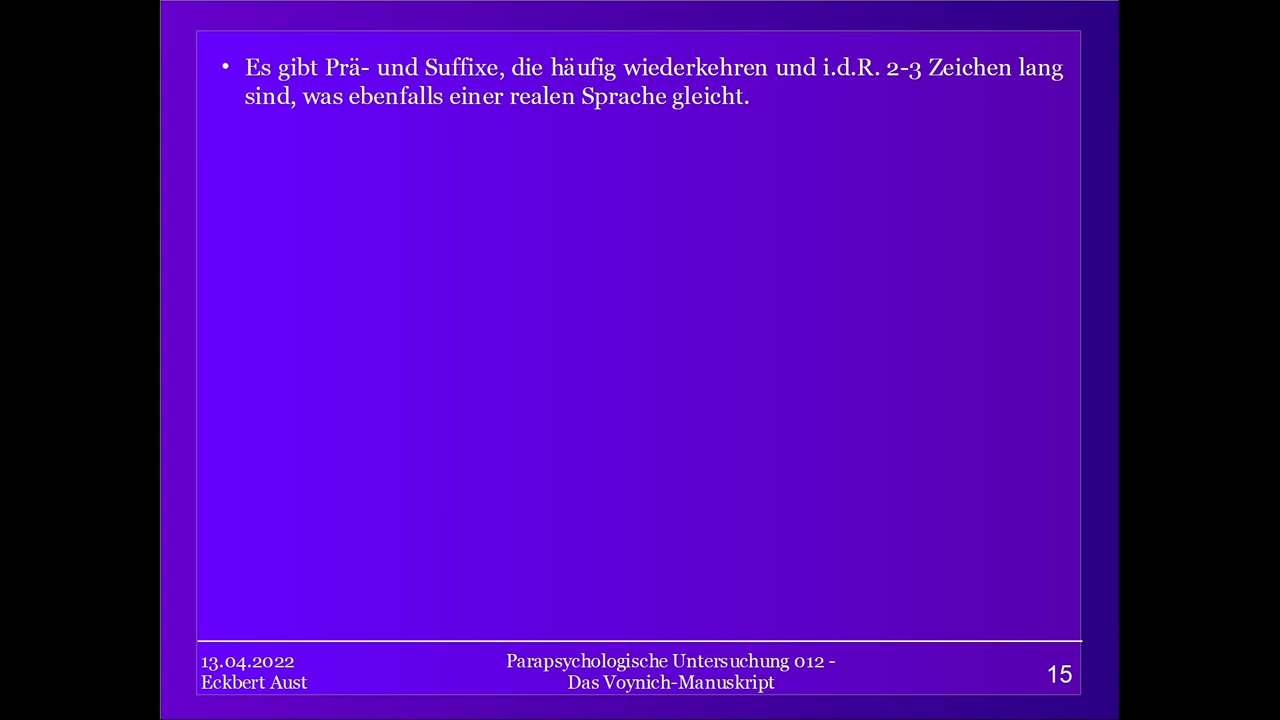 • Es gibt Prä- und Suffixe, die häufig wiederkehren und i.d.R. 2-3 Zeichen lang
sind, was ebenfalls einer realen Sprache gleicht.
13.04.2022
Eckbert Aust
Parapsychologische Untersuchung 012 -
Das Voynich-Manuskript
15